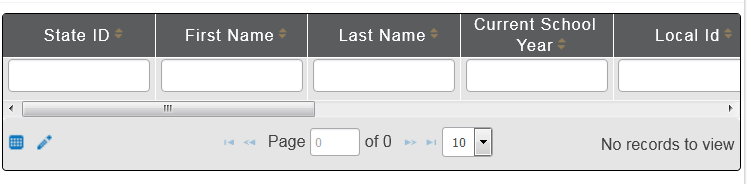 State ID First Name Last Name Current School Year Local Id
Page 0 of 0 10 No records to view